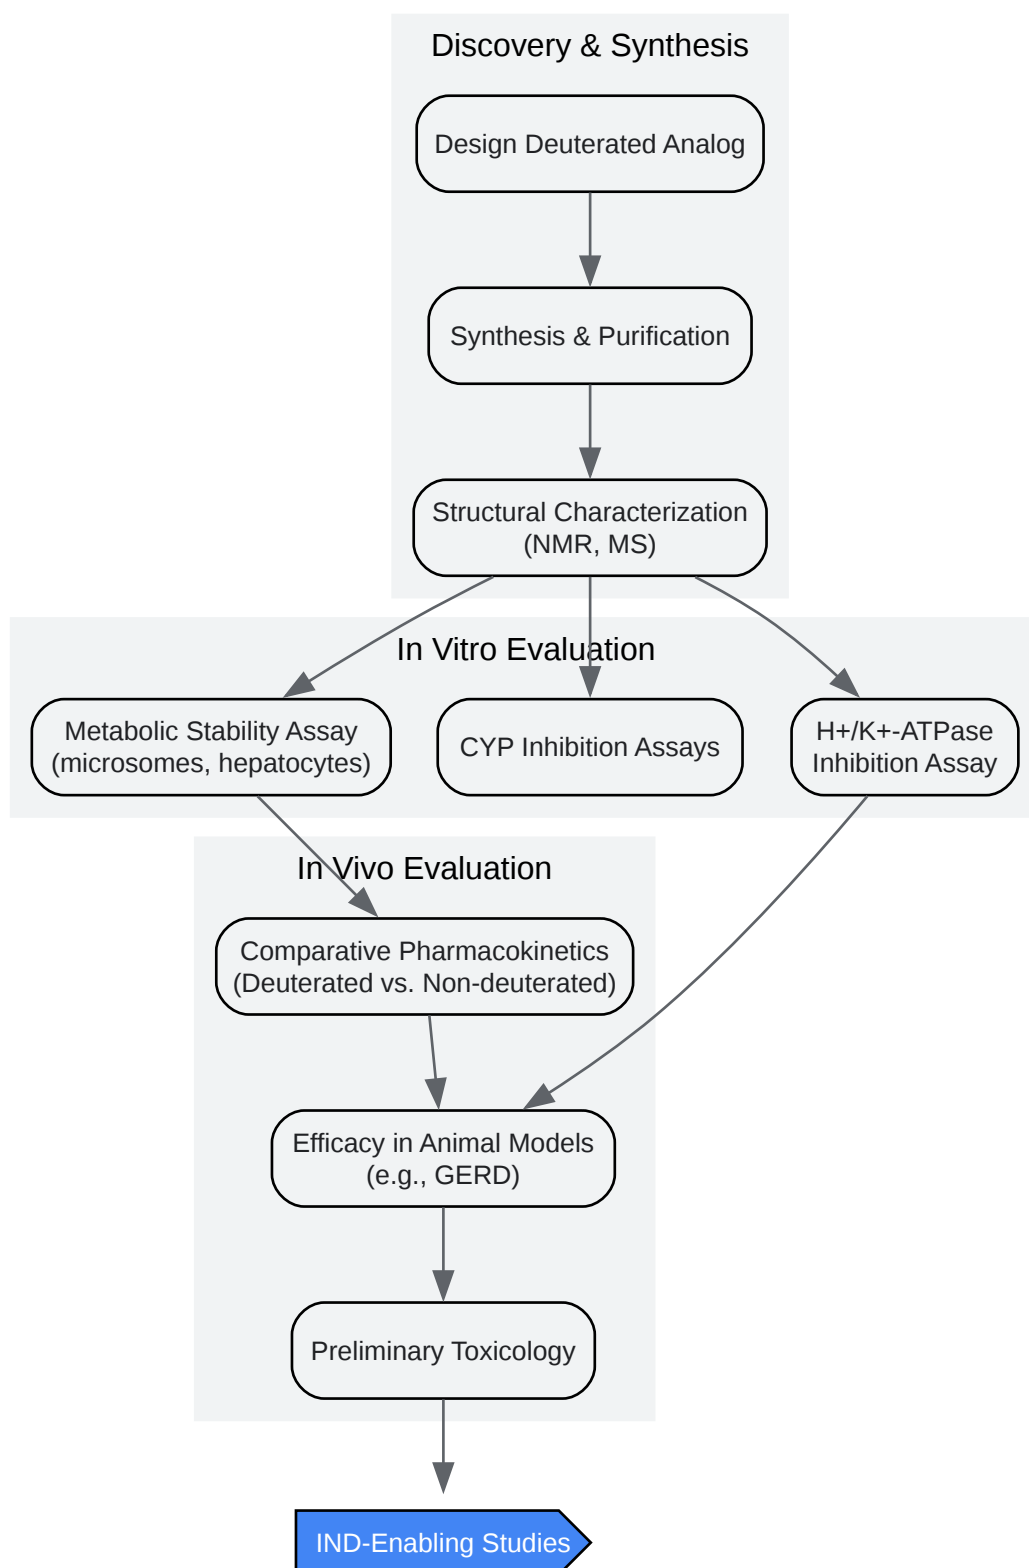 Discovery & Synthesis
Design Deuterated Analog
Synthesis & Purification
Structural Characterization
(NMR, MS)
In Vitro Evaluation
Metabolic Stability Assay
(microsomes, hepatocytes)
CYP Inhibition Assays
H+/K+-ATPase
Inhibition Assay
In Vivo Evaluation
Comparative Pharmacokinetics
(Deuterated vs. Non-deuterated)
Efficacy in Animal Models
(e.g., GERD)
Preliminary Toxicology
IND-Enabling Studies